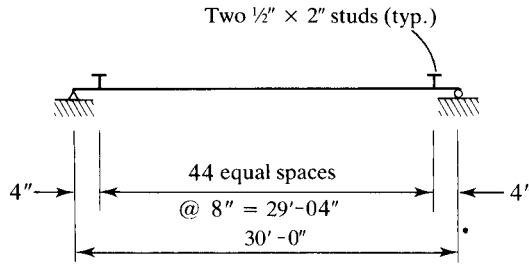 Two ½" × 2" studs (typ.)
4"
44 equal spaces
4'
@ 8" = 29'-04"
30'-0"